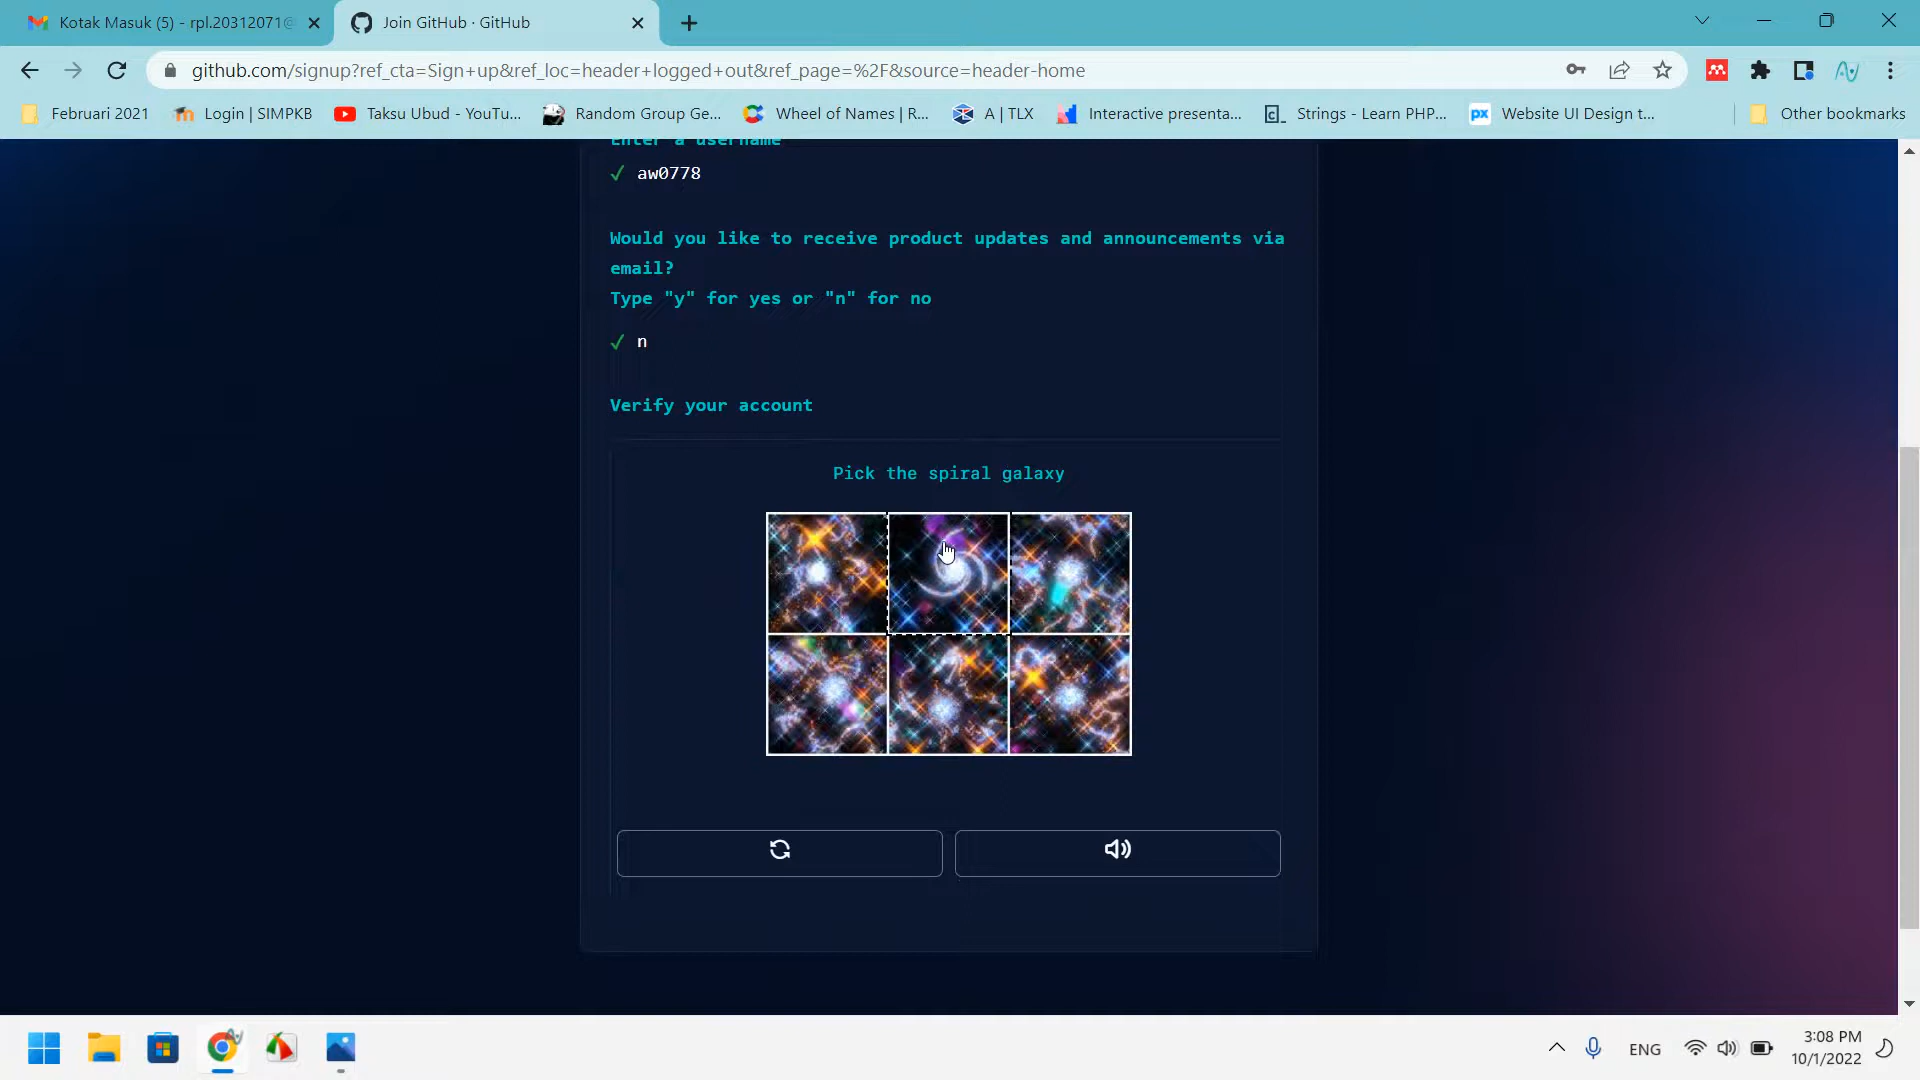 Kotak Masuk (5) - rpl.20312071@
Join GitHub · GitHub
github.com/signup?ref_cta=Sign+up&ref_loc=header+logged+out&ref_page=%2F&source=header-home
Februari 2021
Login | SIMPKB
Taksu Ubud - YouTu...
Random Group Ge...
Wheel of Names | R...
A | TLX
Interactive presenta...
Strings - Learn PHP...
px
Website UI Design t...
Other bookmarks
Enter a username
✓ aw0778
Would you like to receive product updates and announcements via
email?
Type "y" for yes or "n" for no
✓ n
Verify your account
Pick the spiral galaxy
ENG
3:08 PM
10/1/2022